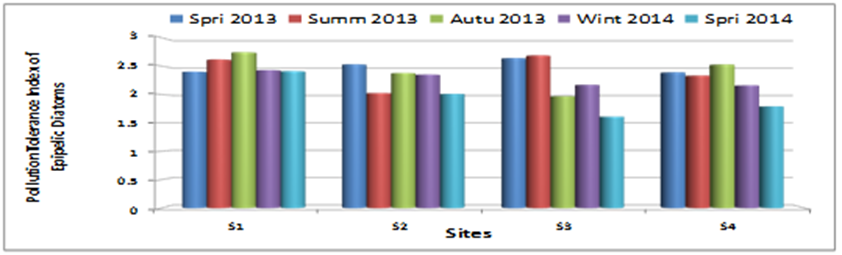 Spri 2013 Summ 2013 Autu 2013 Wint 2014 Spri 2014
Pollution Tolerance Index of
Epipelic Diatoms
3
2.5
2
1.5
1
0.5
0
S1 S2 S3 S4
Sites